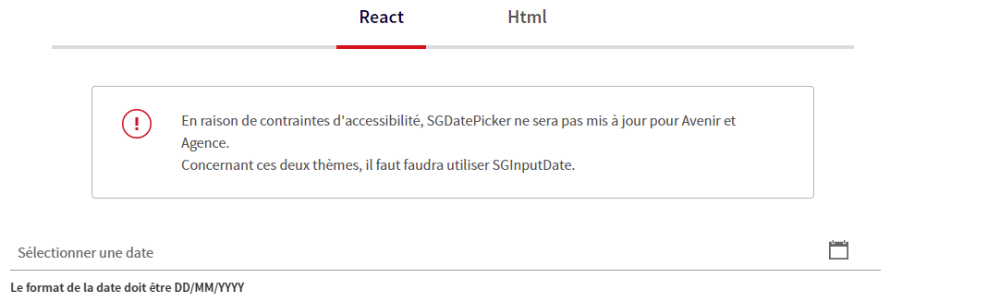 React
Html
En raison de contraintes d'accessibilité, SGDatePicker ne sera pas mis à jour pour Avenir et
Agence.
Concernant ces deux thèmes, il faut faudra utiliser SGInputDate.
Sélectionner une date
Le format de la date doit être DD/MM/YYYY